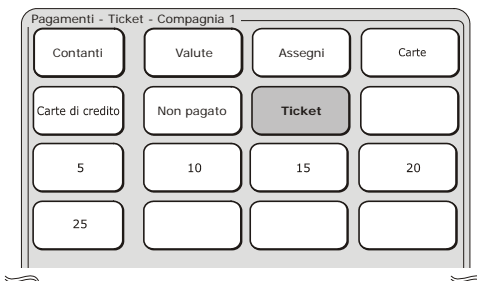 Pagamenti - Ticket - Compagnia 1
Contanti Valute Assegni Carte
Carte di credito Non pagato Ticket
5 10 15 20
25